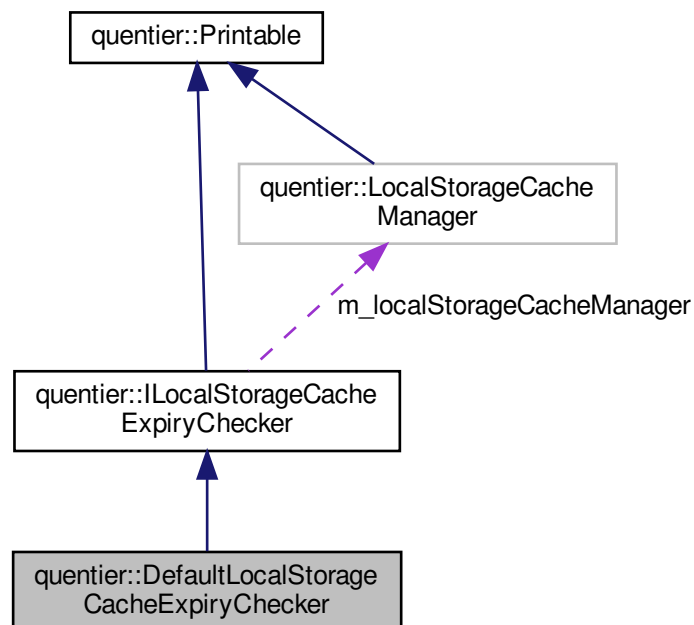 quentier::Printable
quentier::LocalStorageCache
Manager
m_localStorageCacheManager
quentier::ILocalStorageCache
ExpiryChecker
quentier::DefaultLocalStorage
CacheExpiryChecker